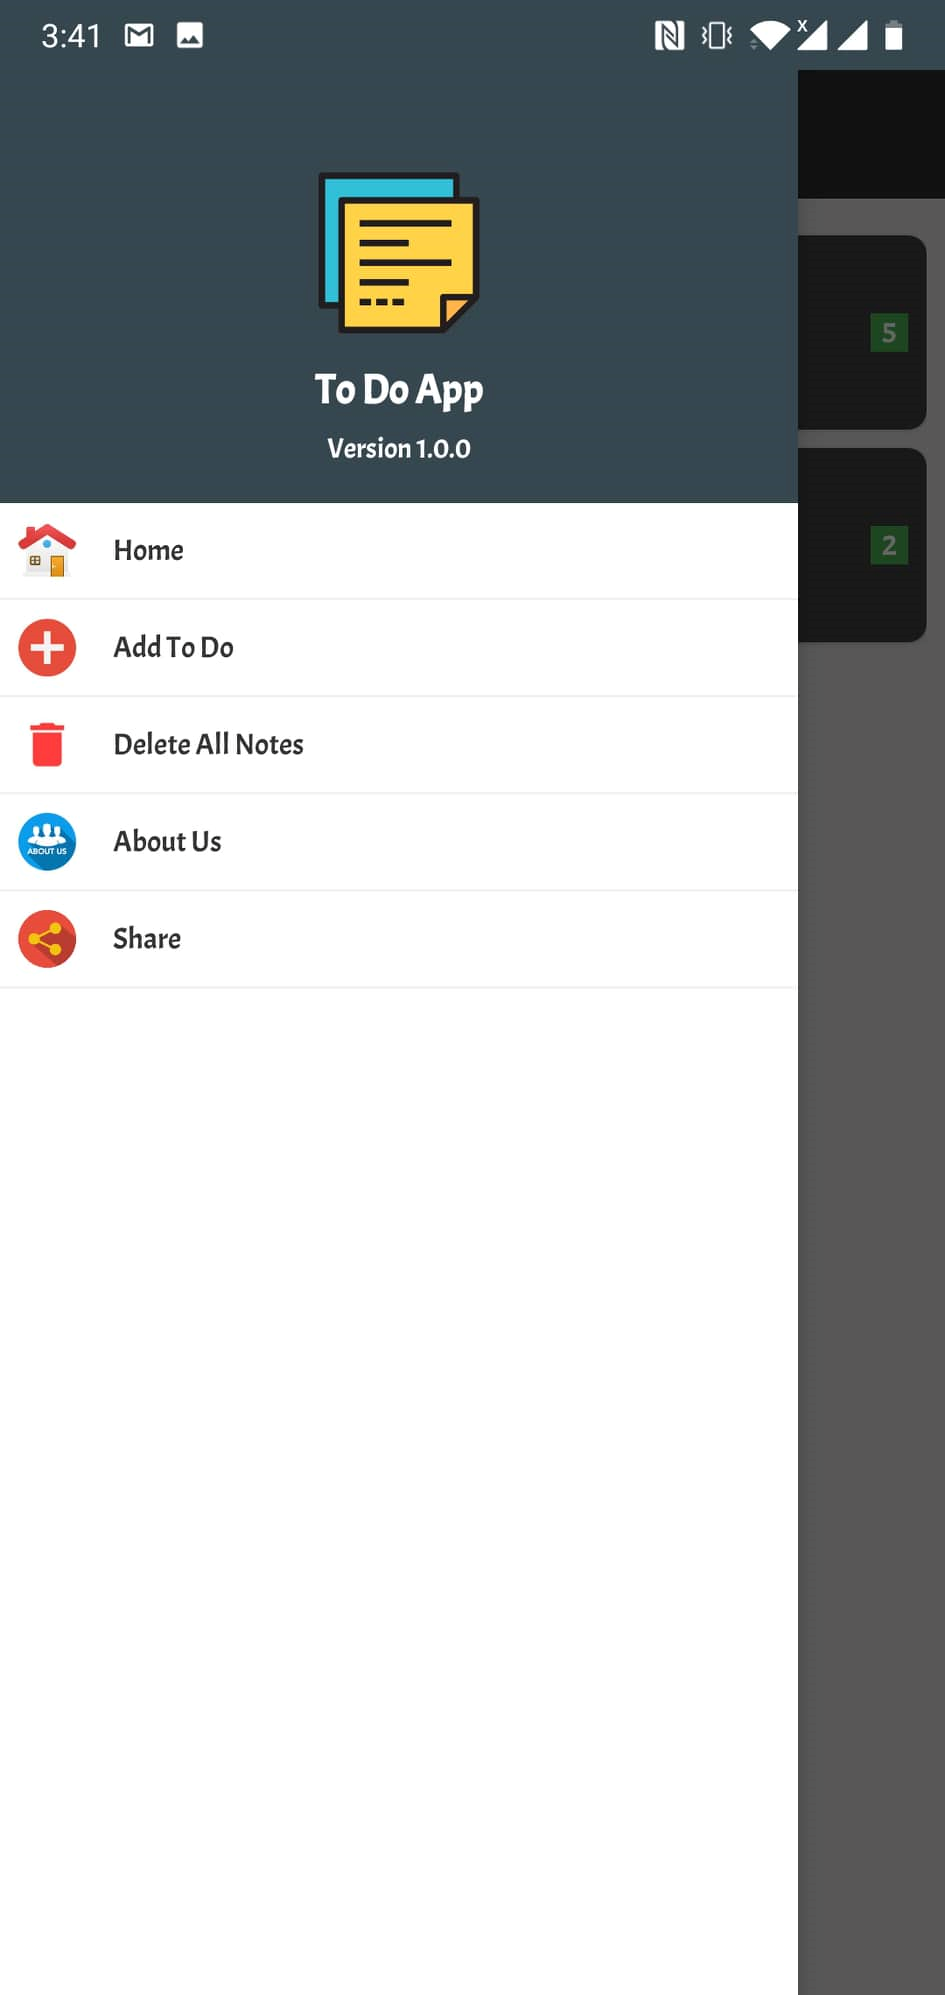 3:41
To Do App
Version 1.0.0
Home
Add To Do
Delete All Notes
ABOUT US
About Us
Share
5
2